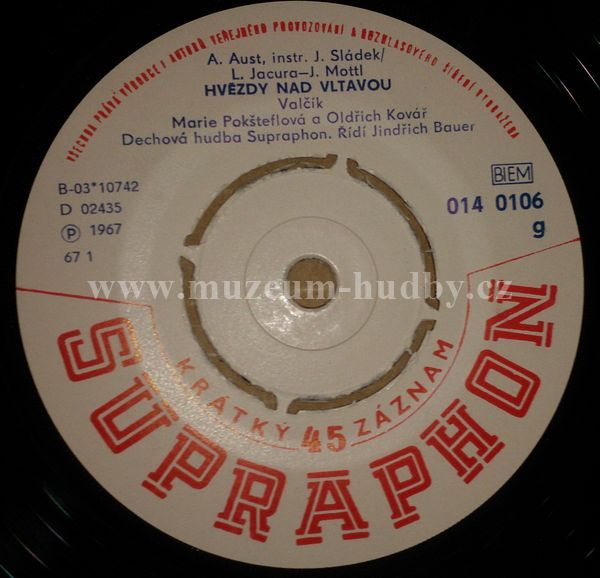 VŠECHNA PRÁVA VÝROBCE I AUTORŮ VEŘEJNÉHO PROVOZOVÁNÍ & ROZHLASOVÉHO ŠÍŘENÍ VYHRAŽENA
A. Aust, instr. J. Sládek/
L. Jacura-J. Mottl
HVĚZDY NAD VLTAVOU
Valčík
Marie Pokšteflová a Oldřich Kovář
Dechová hudba Supraphon. Řídí Jindřich Bauer
B-03*10742
D 02435
Ⓟ 1967
67 1
BIEM
014 0106
g
www.muzeum-hudby.cz
KRÁTKÝ 45 ZÁZNAM
SUPRAPHON